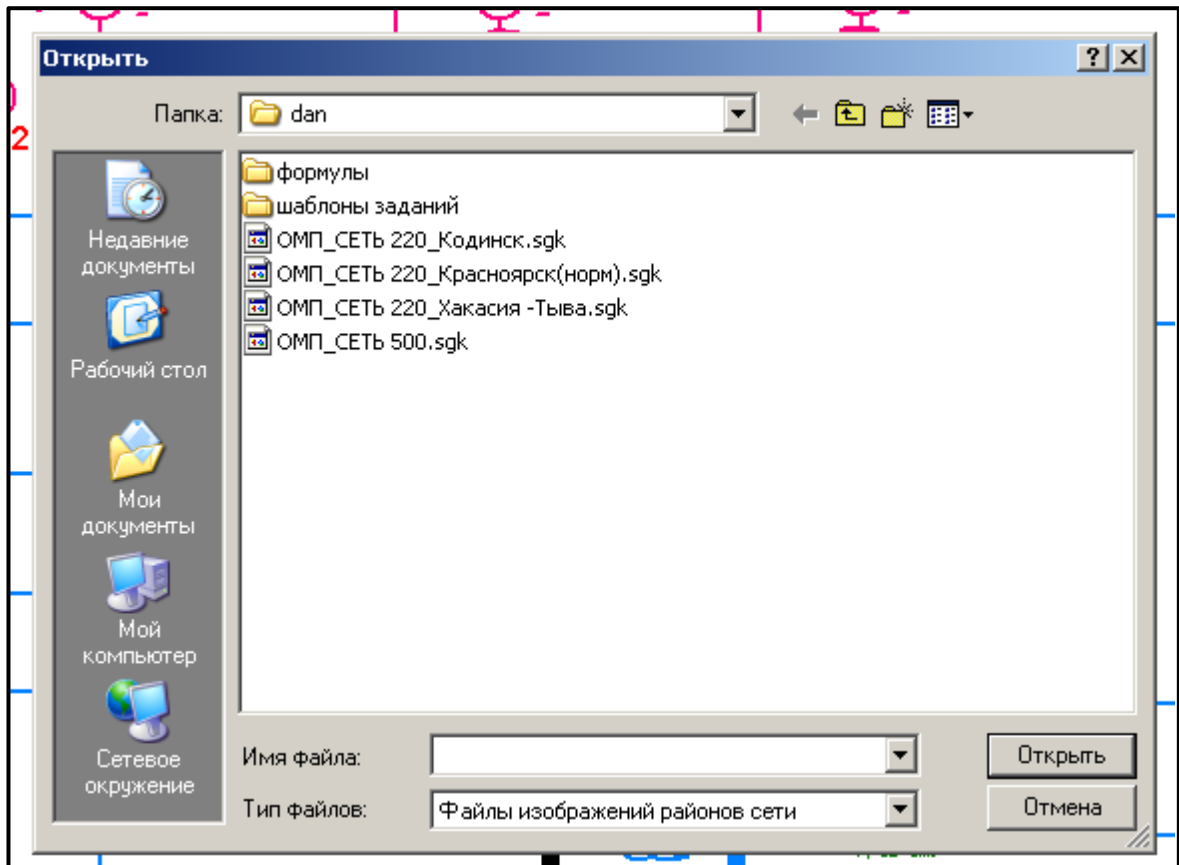 Открыть
Папка: dan
2
формулы
шаблоны заданий
ОМП_СЕТЬ 220_Кодинск.sgk
ОМП_СЕТЬ 220_Красноярск(норм).sgk
ОМП_СЕТЬ 220_Хакасия -Тыва.sgk
ОМП_СЕТЬ 500.sgk
Недавние
документы
Рабочий стол
Мои
документы
Мой
компьютер
Сетевое
окружение
Имя файла:
Открыть
Тип файлов: Файлы изображений районов сети
Отмена